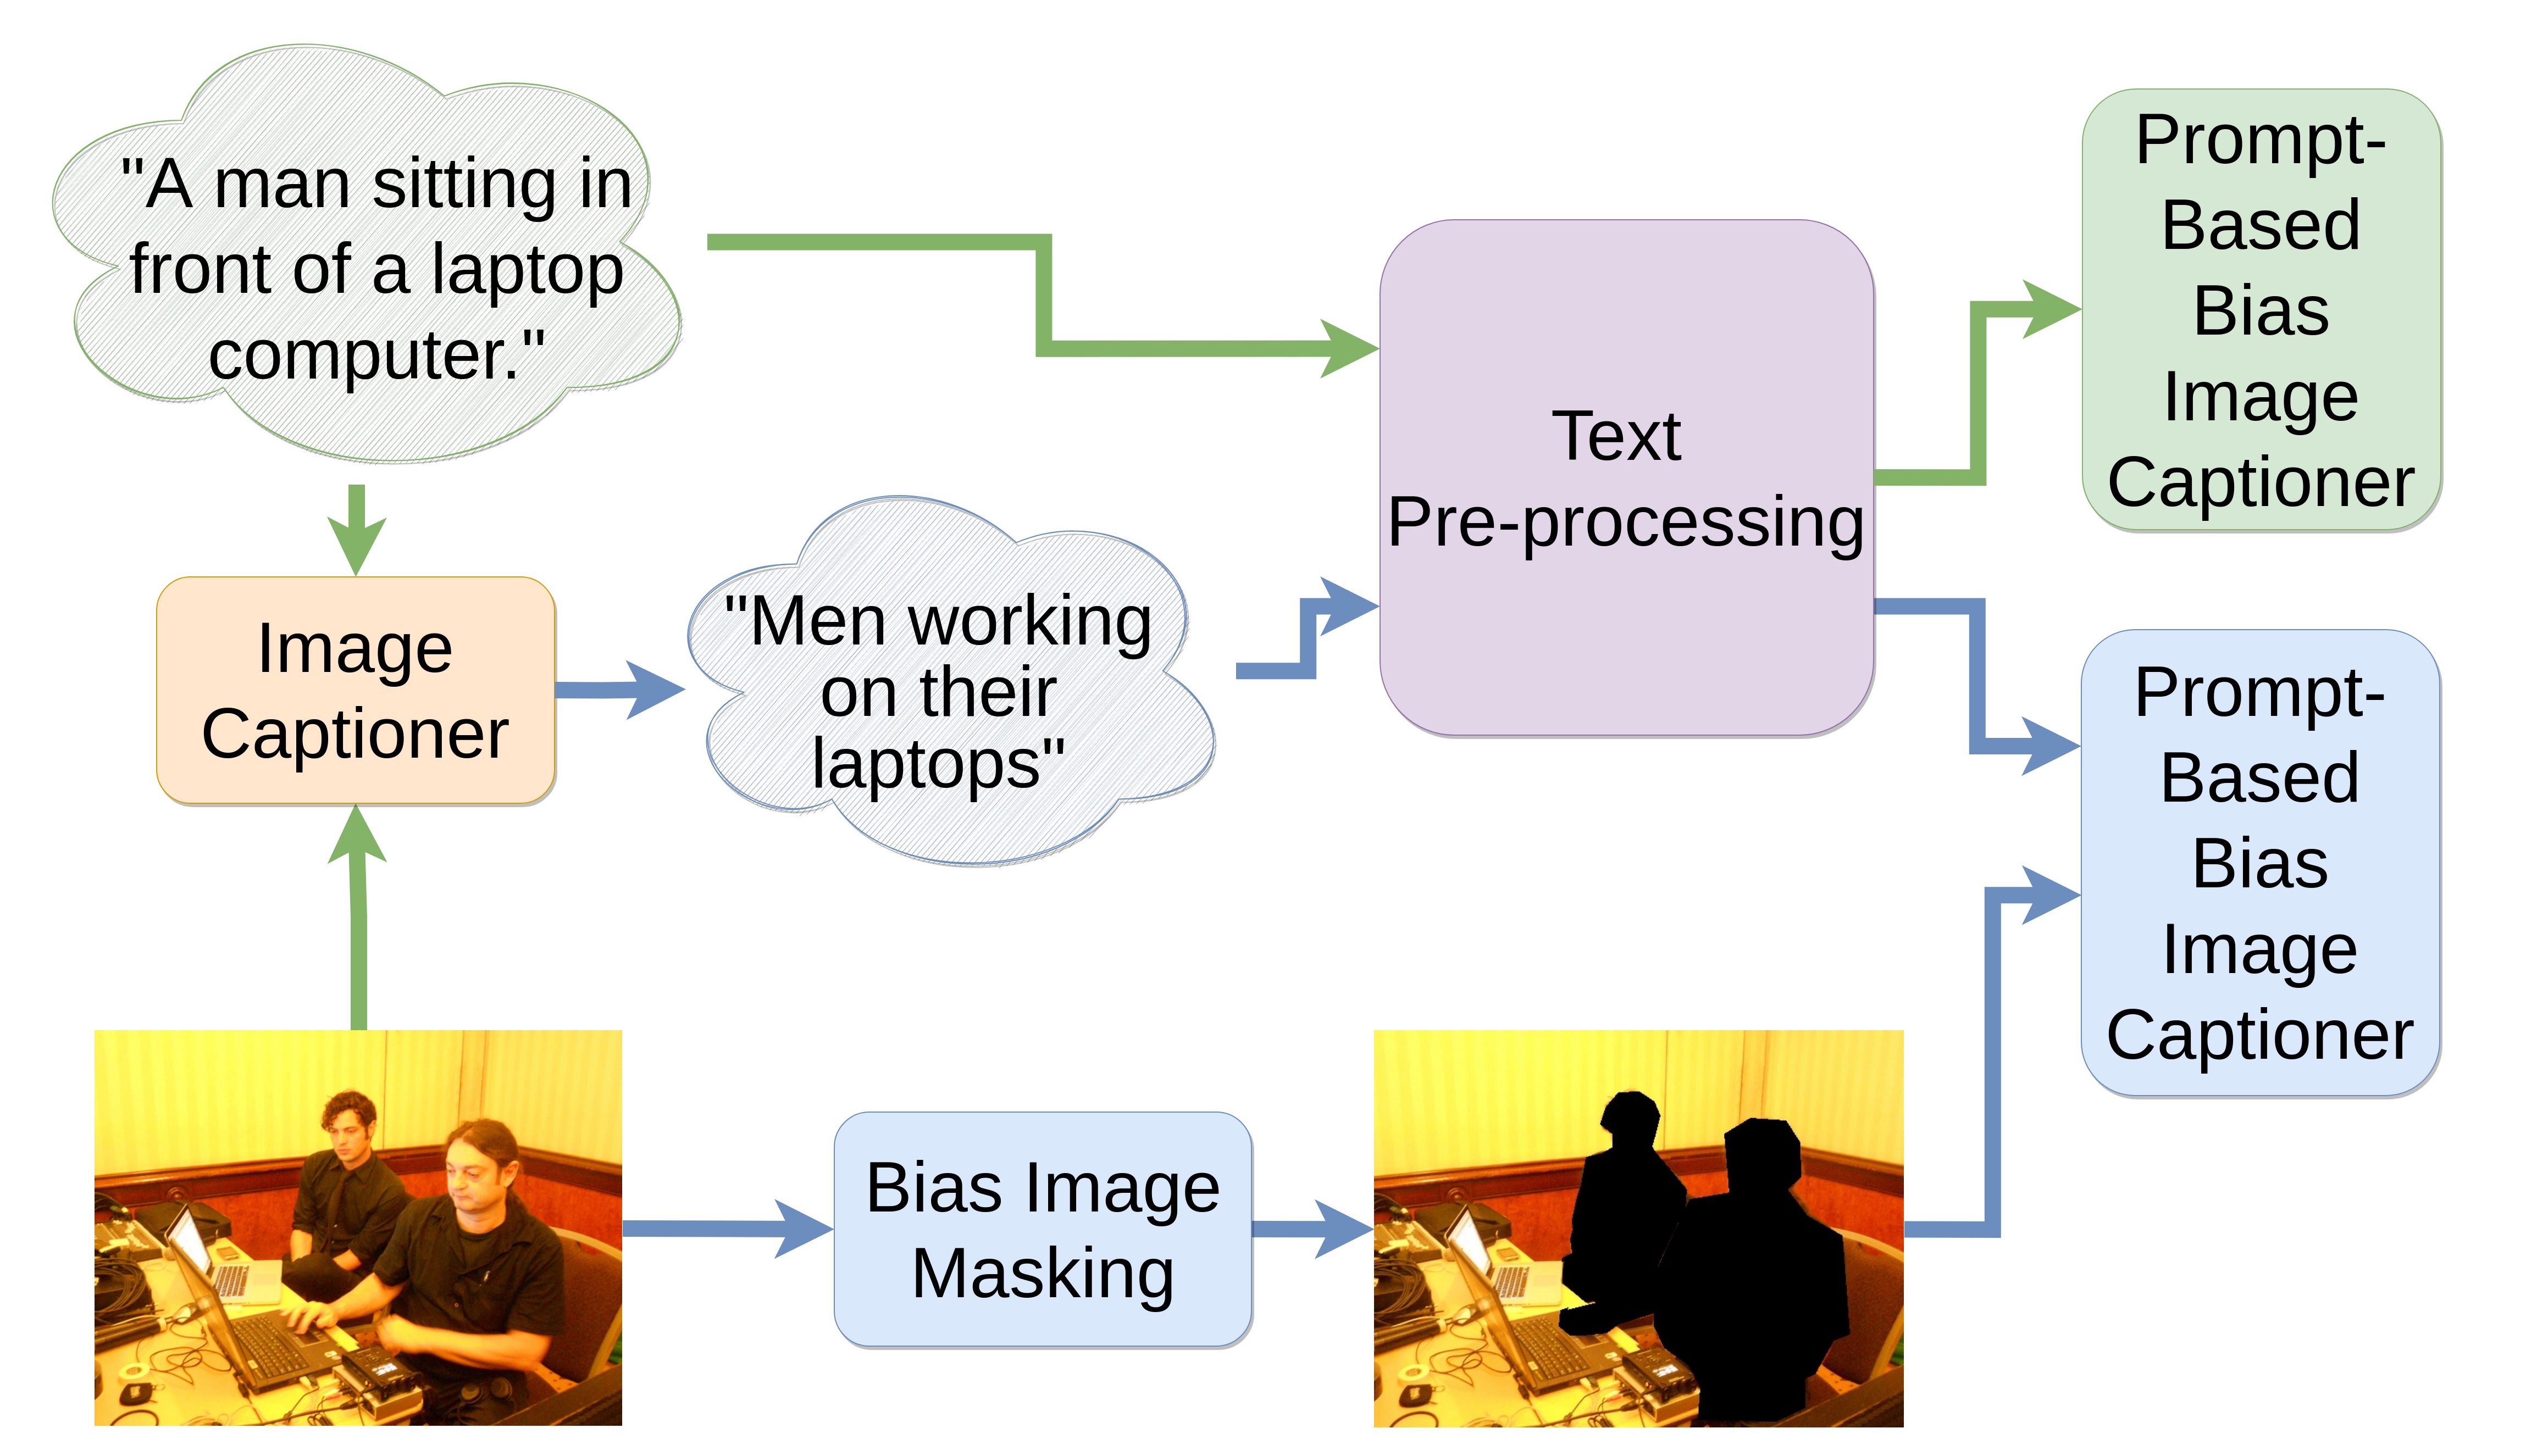 "A man sitting in
front of a laptop
computer."
Image
Captioner
"Men working
on their
laptops"
Text
Pre-processing
Prompt-
Based
Bias
Image
Captioner
Prompt-
Based
Bias
Image
Captioner
Bias Image
Masking